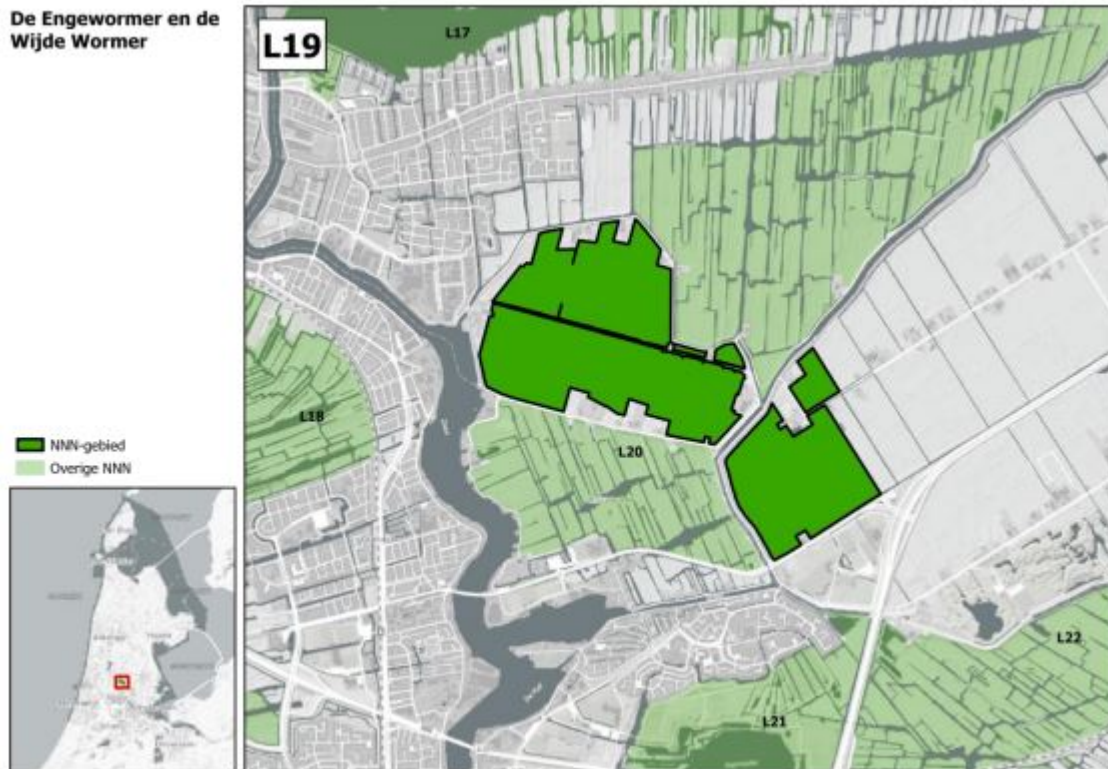 De Engewormer en de
Wijde Wormer
L19
L17
L18
L20
L22
L21
NNN-gebied
Overige NNN